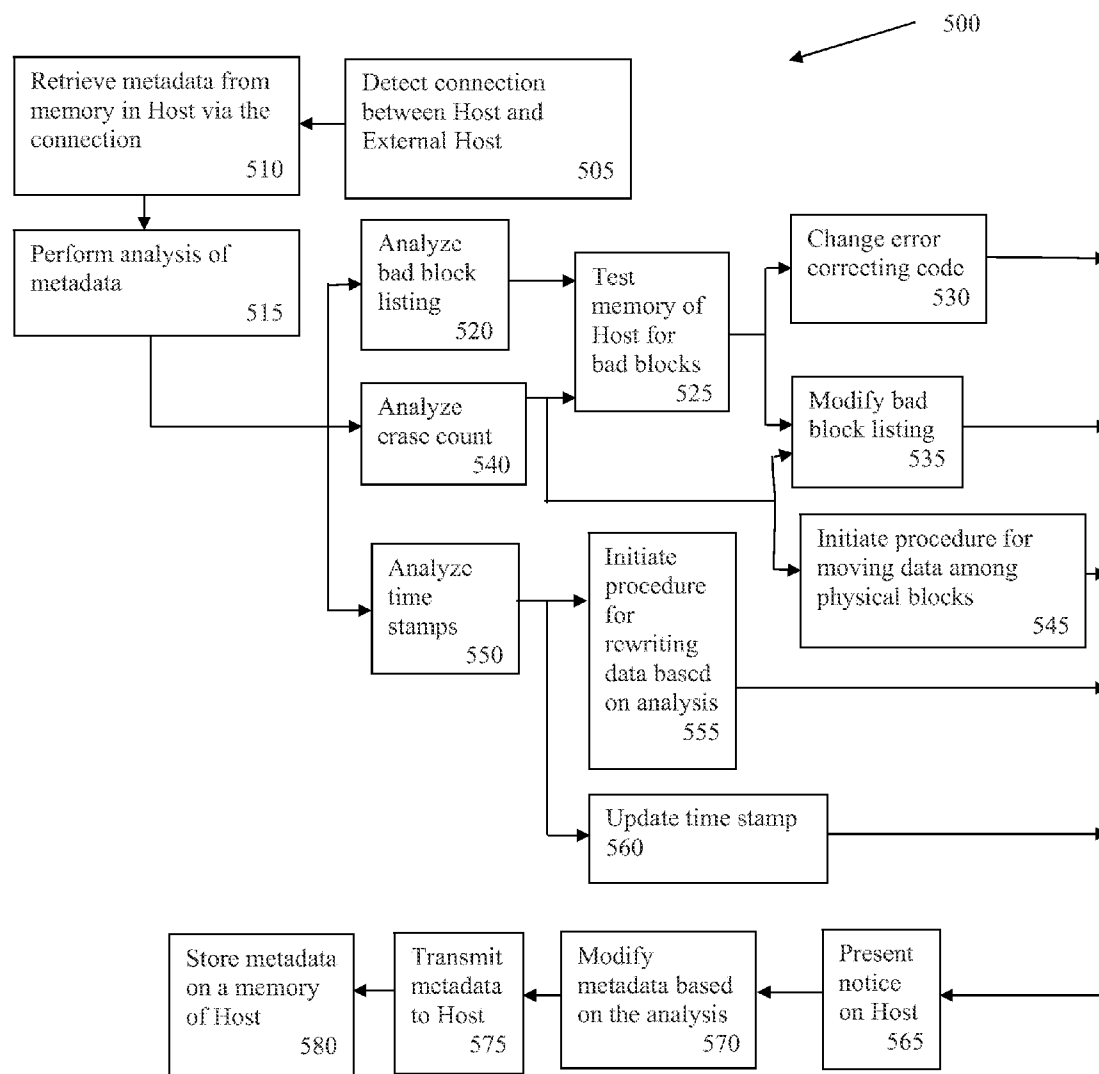 500
Retrieve metadata from
memory in Host via the
connection
510
Detect connection
between Host and
External Host
505
Perform analysis of
metadata
515
Analyze
bad block
listing
520
Test
memory of
Host for
bad blocks
525
Change error
correcting code
530
Modify bad
block listing
535
Analyze
erase count
540
Initiate procedure for
moving data among
physical blocks
545
Analyze
time
stamps
550
Initiate
procedure
for
rewriting
data based
on analysis
555
Update time stamp
560
Present
notice
on Host
565
Modify
metadata based
on the analysis
570
Transmit
metadata
to Host
575
Store metadata
on a memory
of Host
580